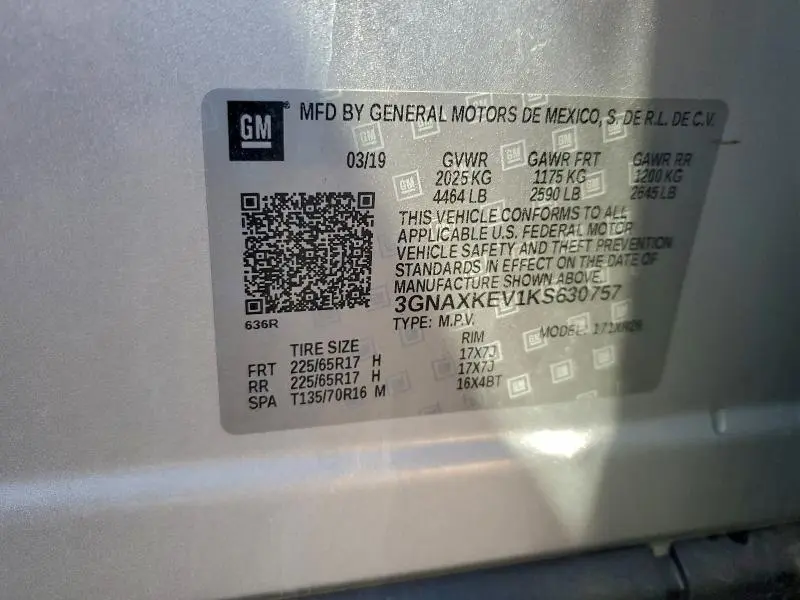 GM® MFD BY GENERAL MOTORS DE MEXICO, S. DE R.L. DE C.V.
03/19 GVWR GAWR FRT GAWR RR
2025 KG 1175 KG 1200 KG
4464 LB 2590 LB 2645 LB
THIS VEHICLE CONFORMS TO ALL
APPLICABLE U.S. FEDERAL MOTOR
VEHICLE SAFETY AND THEFT PREVENTION
STANDARDS IN EFFECT ON THE DATE OF
MANUFACTURE SHOWN ABOVE.
3GNAXKEV1KS630757
636R TYPE: M.P.V. MODEL:
TIRE SIZE RIM
FRT 225/65R17 H 17X7J
RR 225/65R17 H 17X7J
SPA T135/70R16 M 16X4BT